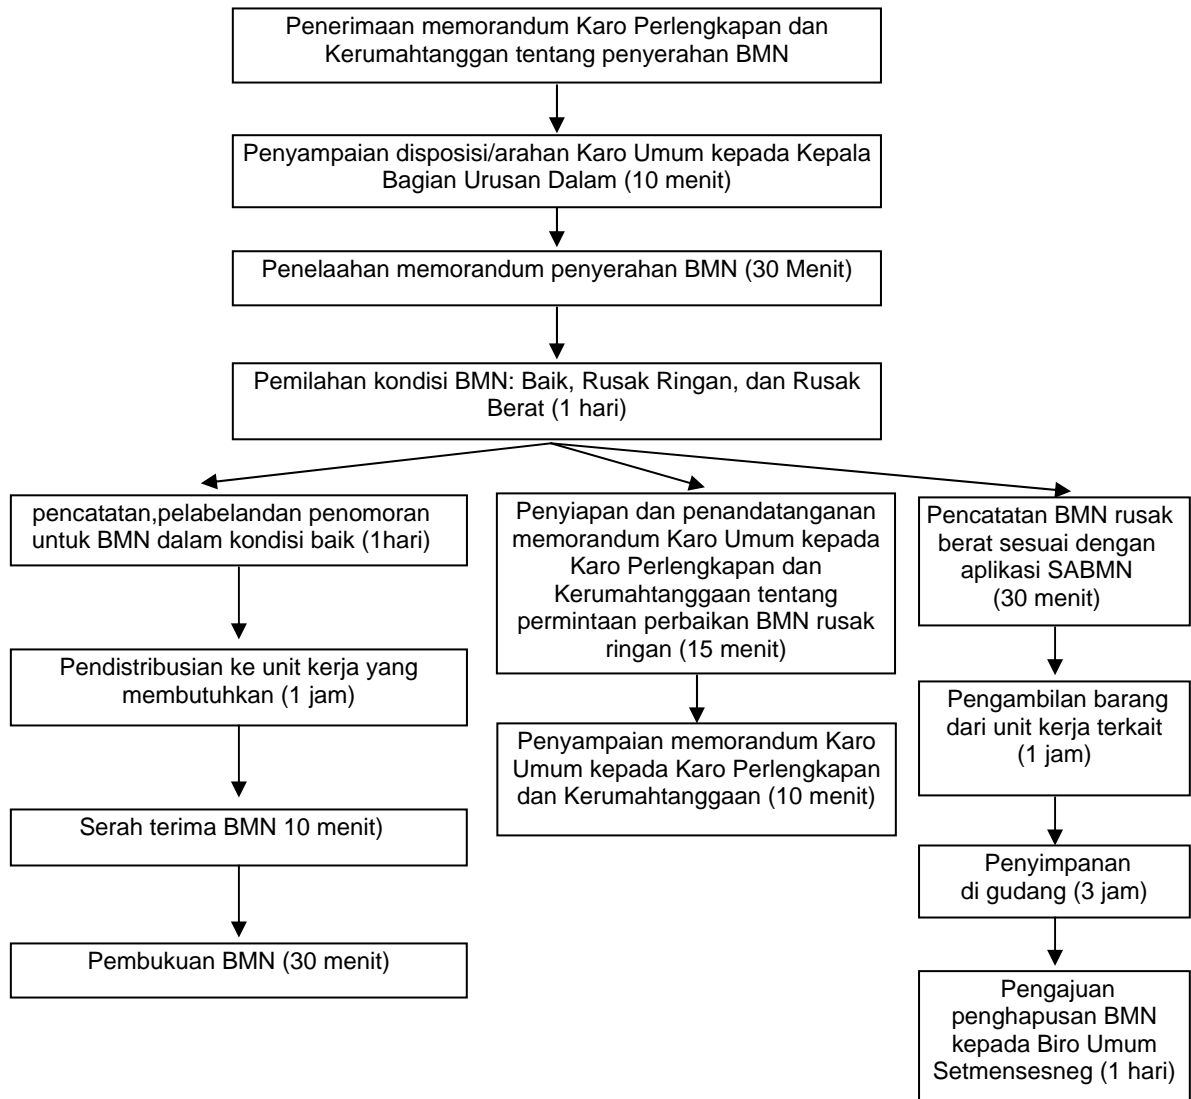 Penerimaan memorandum Karo Perlengkapan dan
Kerumahtanggan tentang penyerahan BMN
Penyampaian disposisi/arahan Karo Umum kepada Kepala
Bagian Urusan Dalam (10 menit)
Penelaahan memorandum penyerahan BMN (30 Menit)
Pemilahan kondisi BMN: Baik, Rusak Ringan, dan Rusak
Berat (1 hari)
pencatatan,pelabelandan penomoran
untuk BMN dalam kondisi baik (1hari)
Pendistribusian ke unit kerja yang
membutuhkan (1 jam)
Serah terima BMN 10 menit)
Pembukuan BMN (30 menit)
Penyiapan dan penandatanganan
memorandum Karo Umum kepada
Karo Perlengkapan dan
Kerumahtanggaan tentang
permintaan perbaikan BMN rusak
ringan (15 menit)
Penyampaian memorandum Karo
Umum kepada Karo Perlengkapan
dan Kerumahtanggaan (10 menit)
Pencatatan BMN rusak
berat sesuai dengan
aplikasi SABMN
(30 menit)
Pengambilan barang
dari unit kerja terkait
(1 jam)
Penyimpanan
di gudang (3 jam)
Pengajuan
penghapusan BMN
kepada Biro Umum
Setmensesneg (1 hari)